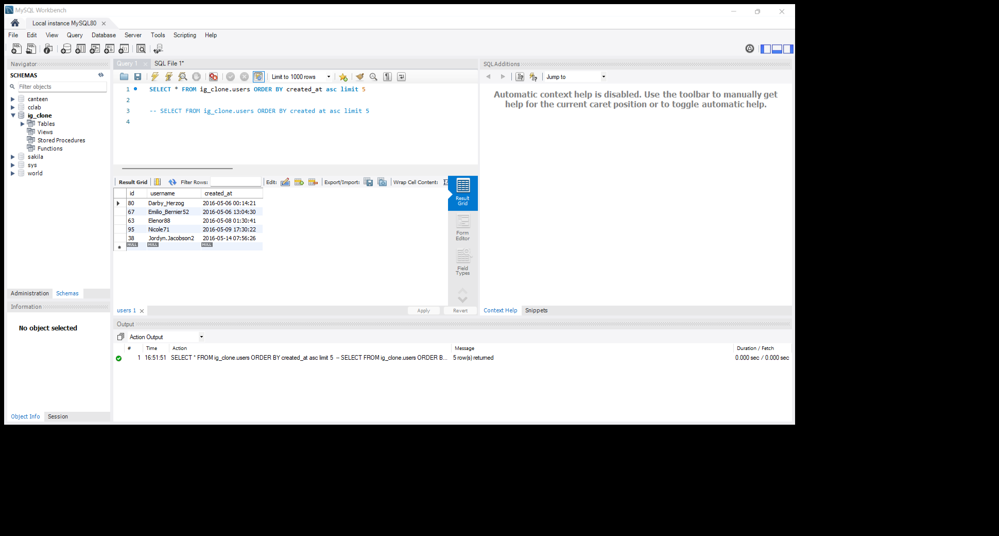 MySQL Workbench
Local instance MySQL80
File Edit View Query Database Server Tools Scripting Help
Navigator
SCHEMAS
Filter objects
canteen
cclab
ig_clone
Tables
Views
Stored Procedures
Functions
sakila
sys
world
Administration Schemas
Information
No object selected
Object Info Session
Query 1 SQL File 1*
Limit to 1000 rows
1 SELECT * FROM ig_clone.users ORDER BY created_at asc limit 5
2
3 -- SELECT FROM ig_clone.users ORDER BY created at asc limit 5
4
Result Grid Filter Rows: Edit: Export/Import: Wrap Cell Content:
id username created_at
80 Darby_Herzog 2016-05-06 00:14:21
67 Emilio_Bernier52 2016-05-06 13:04:30
63 Elenor88 2016-05-08 01:30:41
95 Nicole71 2016-05-09 17:30:22
38 Jordyn.Jacobson2 2016-05-14 07:56:26
NULL NULL NULL
Result
Grid
Form
Editor
Field
Types
users 1 Apply Revert
SQLAdditions
Jump to
Automatic context help is disabled. Use the toolbar to manually get
help for the current caret position or to toggle automatic help.
Context Help Snippets
Output
Action Output
# Time Action Message Duration / Fetch
1 16:51:51 SELECT * FROM ig_clone.users ORDER BY created_at asc limit 5 -- SELECT FROM ig_clone.users ORDER B... 5 row(s) returned 0.000 sec / 0.000 sec